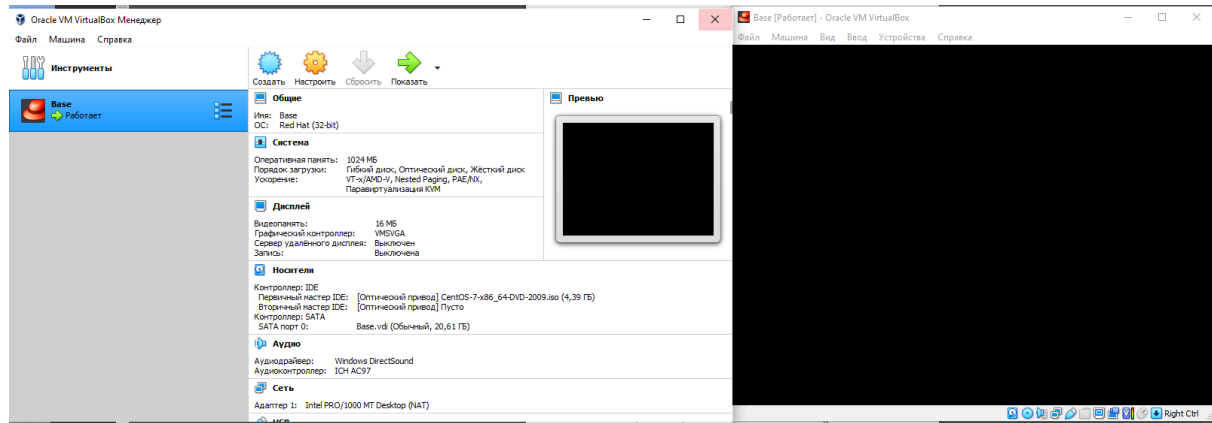 Oracle VM VirtualBox Менеджер
Файл Машина Справка
Инструменты
Base
Работает
Создать Настроить Сбросить Показать
Общие
Имя: Base
ОС: Red Hat (32-bit)
Система
Оперативная память: 1024 МБ
Порядок загрузки: Гибкий диск, Оптический диск, Жёсткий диск
Ускорение: VT-x/AMD-V, Nested Paging, PAE/NX,
Паравиртуализация KVM
Дисплей
Видеопамять: 16 МБ
Графический контроллер: VMSVGA
Сервер удалённого дисплея: Выключен
Запись: Выключена
Носители
Контроллер: IDE
Первичный мастер IDE: [Оптический привод] CentOS-7-x86_64-DVD-2009.iso (4,39 ГБ)
Вторичный мастер IDE: [Оптический привод] Пусто
Контроллер: SATA
SATA порт 0: Base.vdi (Обычный, 20,61 ГБ)
Аудио
Аудиодрайвер: Windows DirectSound
Аудиоконтроллер: ICH AC97
Сеть
Адаптер 1: Intel PRO/1000 MT Desktop (NAT)
Превью
Base [Работает] - Oracle VM VirtualBox
Файл Машина Вид Ввод Устройства Справка
Right Ctrl